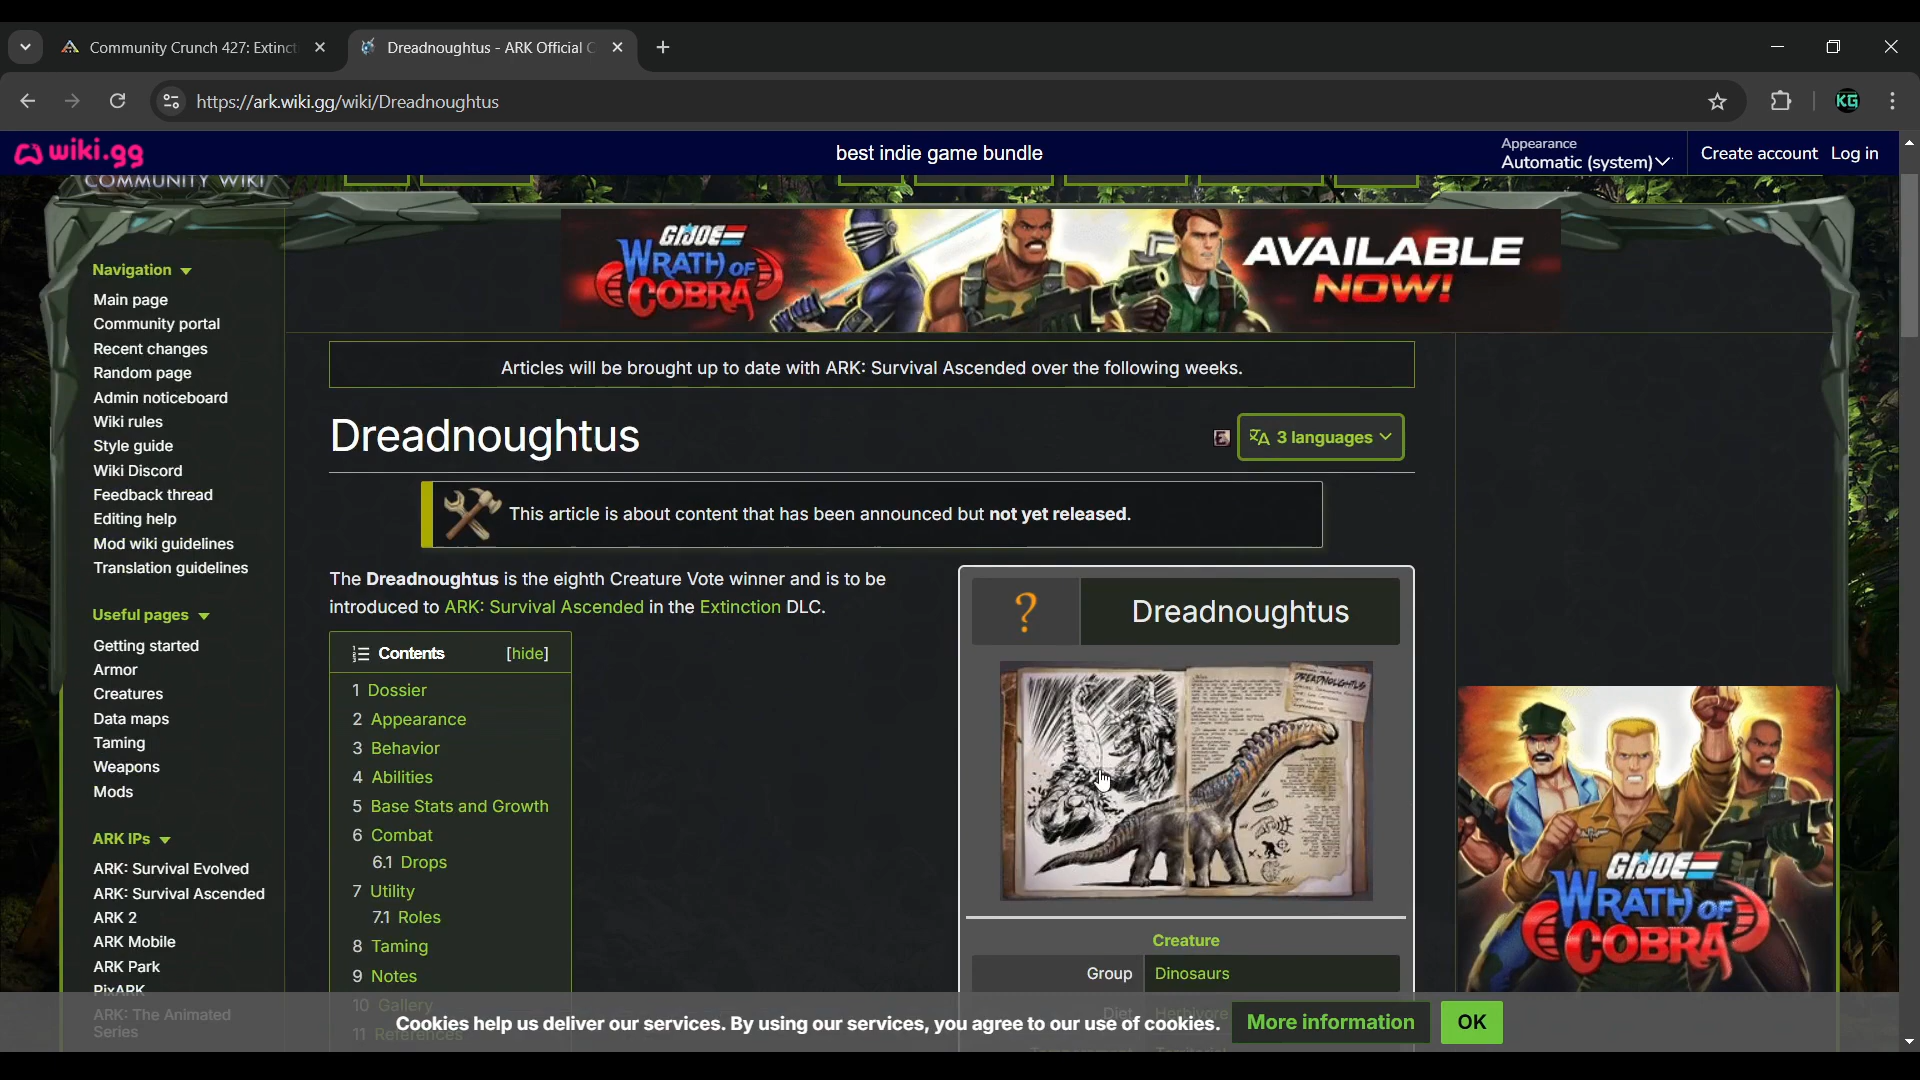 Community Crunch 427: Extinct
Dreadnoughtus - ARK Official C
https://ark.wiki.gg/wiki/Dreadnoughtus
KG
wiki.gg
best indie game bundle
Appearance
Automatic (system)
Create account
Log in
COMMUNITY WIKI
G.I.JOE
WRATH OF
COBRA
AVAILABLE
NOW!
Navigation
Main page
Community portal
Recent changes
Random page
Admin noticeboard
Wiki rules
Style guide
Wiki Discord
Feedback thread
Editing help
Mod wiki guidelines
Translation guidelines
Useful pages
Getting started
Armor
Creatures
Data maps
Taming
Weapons
Mods
ARK IPs
ARK: Survival Evolved
ARK: Survival Ascended
ARK 2
ARK Mobile
ARK Park
PixARK
ARK: The Animated
Series
Articles will be brought up to date with ARK: Survival Ascended over the following weeks.
Dreadnoughtus
3 languages
This article is about content that has been announced but not yet released.
The Dreadnoughtus is the eighth Creature Vote winner and is to be
introduced to ARK: Survival Ascended in the Extinction DLC.
Contents [hide]
1 Dossier
2 Appearance
3 Behavior
4 Abilities
5 Base Stats and Growth
6 Combat
6.1 Drops
7 Utility
7.1 Roles
8 Taming
9 Notes
10 Gallery
11 References
? Dreadnoughtus
DREADNOUGHTUS
Creature
Group Dinosaurs
Diet Herbivore
Temperament Territorial
G.I.JOE
WRATH OF
COBRA
Cookies help us deliver our services. By using our services, you agree to our use of cookies.
More information
OK